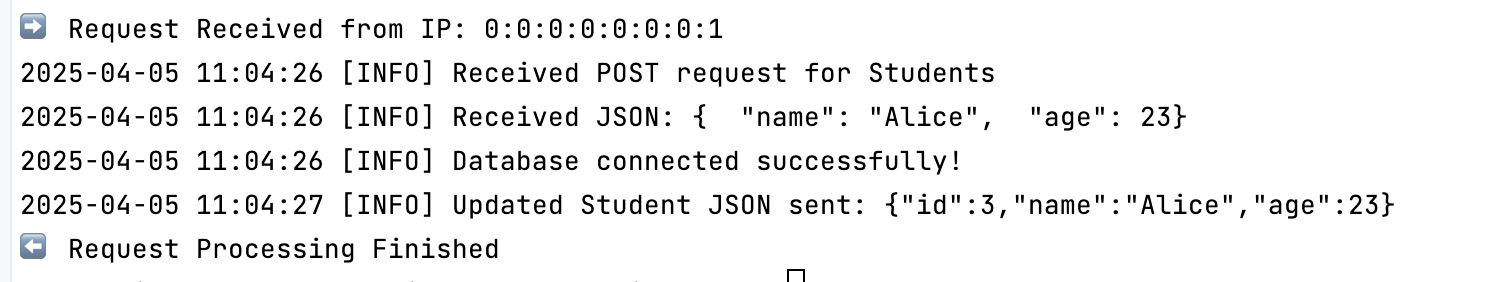 ➡️ Request Received from IP: 0:0:0:0:0:0:0:1
2025-04-05 11:04:26 [INFO] Received POST request for Students
2025-04-05 11:04:26 [INFO] Received JSON: {  "name": "Alice",  "age": 23}
2025-04-05 11:04:26 [INFO] Database connected successfully!
2025-04-05 11:04:27 [INFO] Updated Student JSON sent: {"id":3,"name":"Alice","age":23}
⬅️ Request Processing Finished